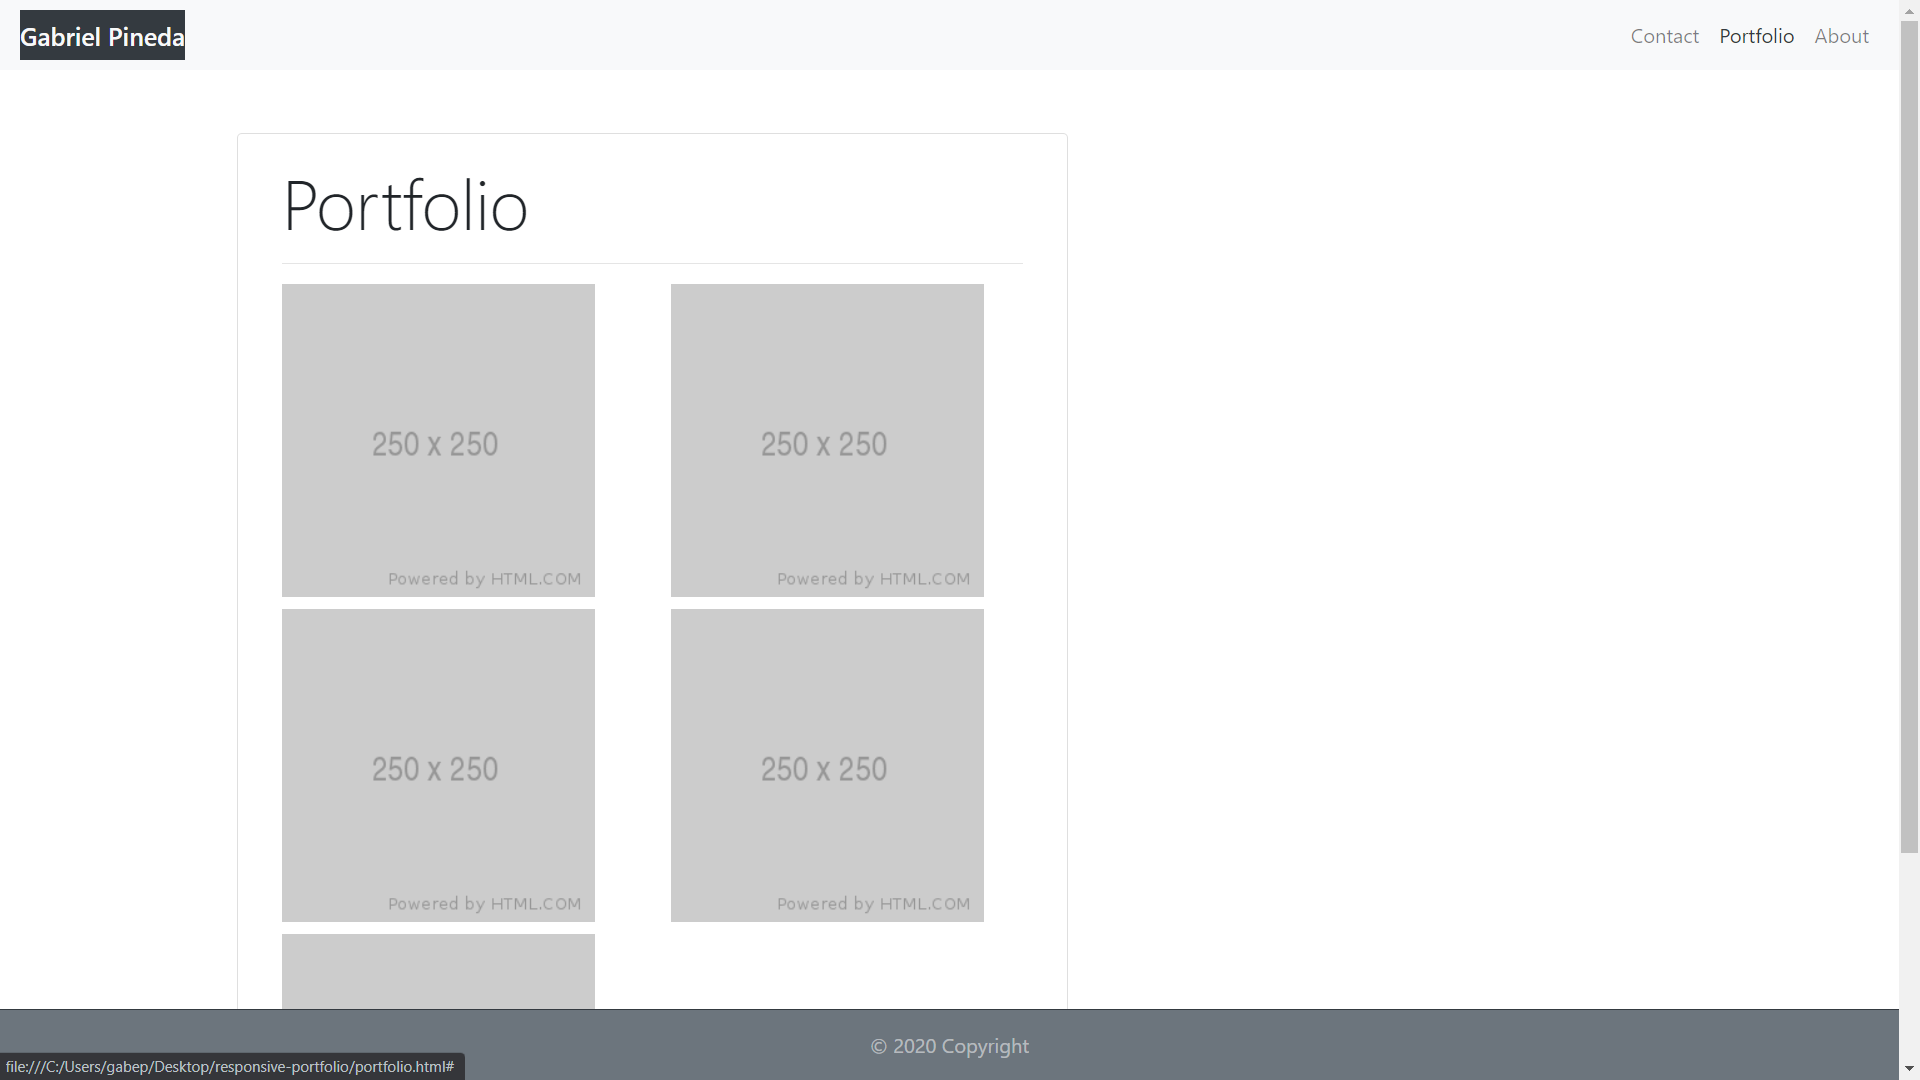 Gabriel Pineda
Contact Portfolio About
Portfolio
250 x 250
Powered by HTML.COM
250 x 250
Powered by HTML.COM
250 x 250
Powered by HTML.COM
250 x 250
Powered by HTML.COM
© 2020 Copyright
file:///C:/Users/gabep/Desktop/responsive-portfolio/portfolio.html#